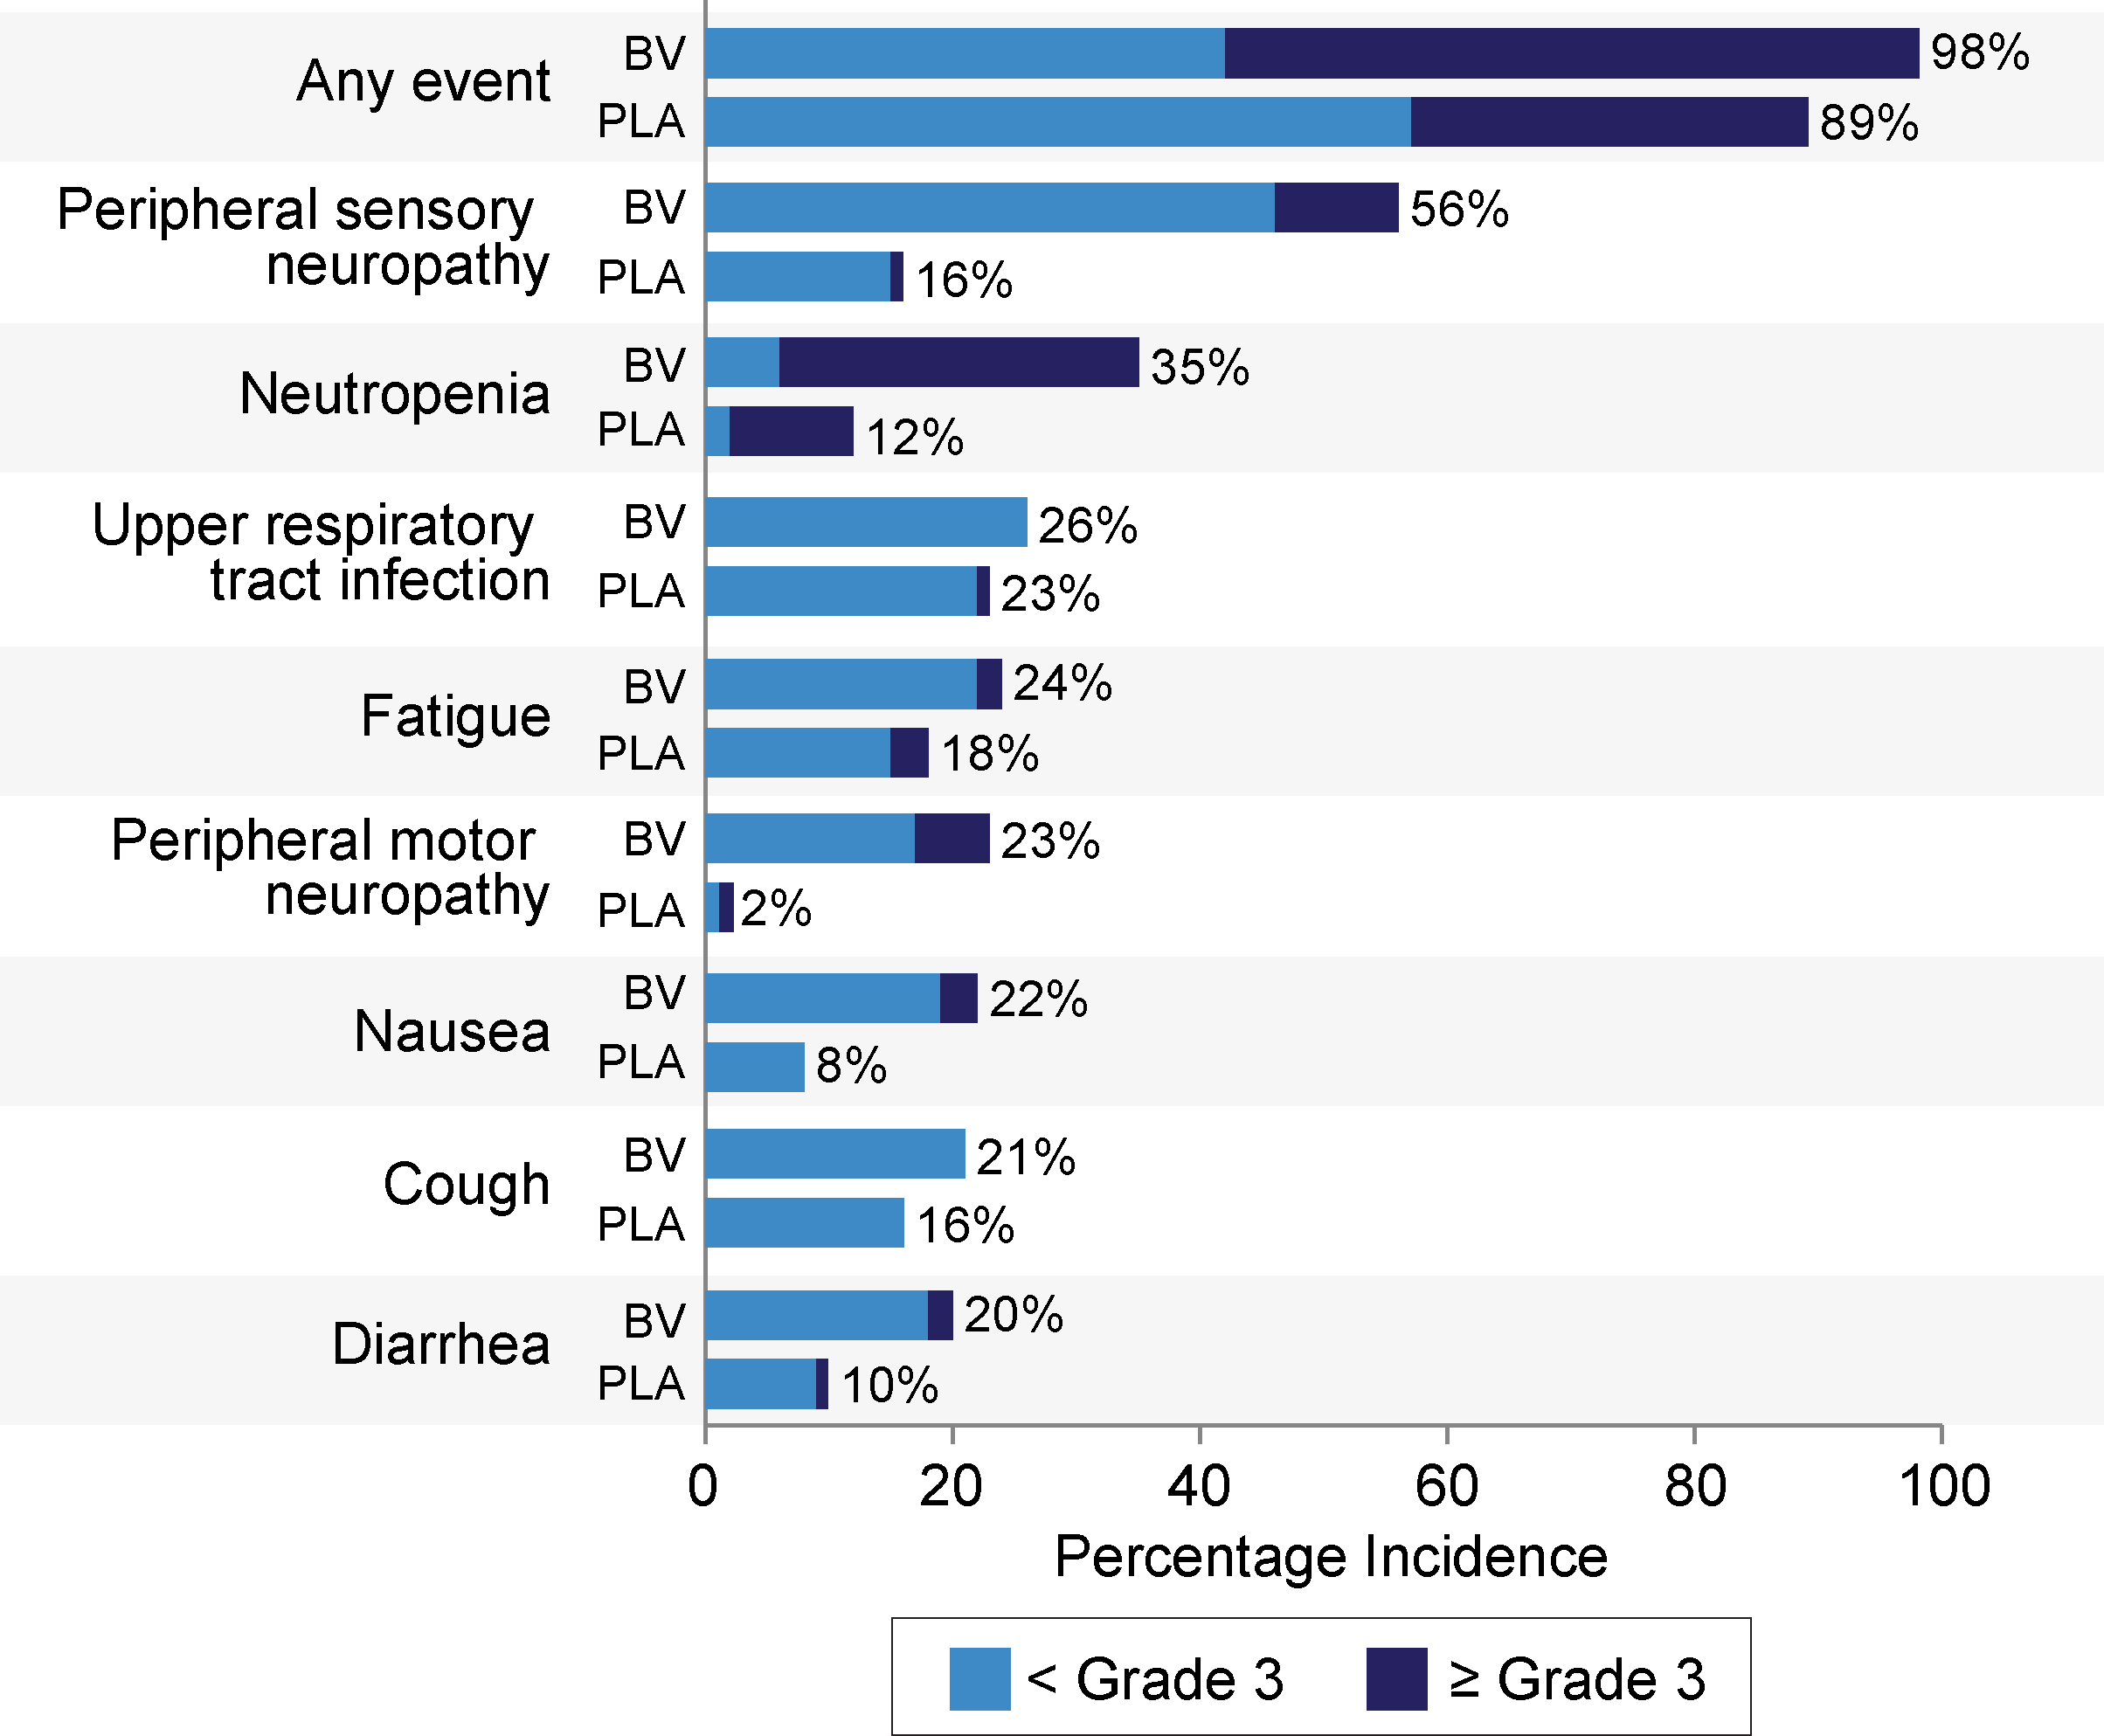 Any event
BV 98%
PLA 89%
Peripheral sensory
neuropathy
BV 56%
PLA 16%
Neutropenia
BV 35%
PLA 12%
Upper respiratory
tract infection
BV 26%
PLA 23%
Fatigue
BV 24%
PLA 18%
Peripheral motor
neuropathy
BV 23%
PLA 2%
Nausea
BV 22%
PLA 8%
Cough
BV 21%
PLA 16%
Diarrhea
BV 20%
PLA 10%
0 20 40 60 80 100
Percentage Incidence
< Grade 3 ≥ Grade 3